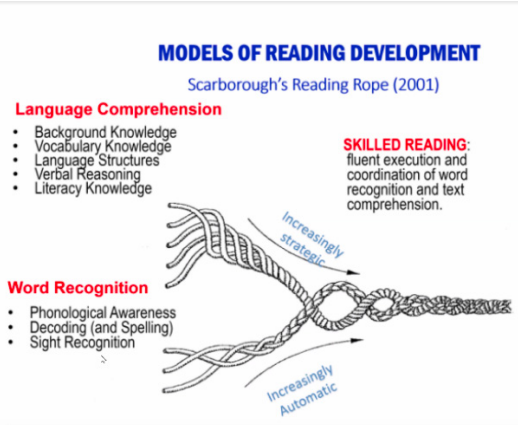 MODELS OF READING DEVELOPMENT
Scarborough's Reading Rope (2001)
Language Comprehension
• Background Knowledge
• Vocabulary Knowledge
• Language Structures
• Verbal Reasoning
• Literacy Knowledge
SKILLED READING:
fluent execution and
coordination of word
recognition and text
comprehension.
Increasingly
strategic
Word Recognition
• Phonological Awareness
• Decoding (and Spelling)
• Sight Recognition
Increasingly
Automatic